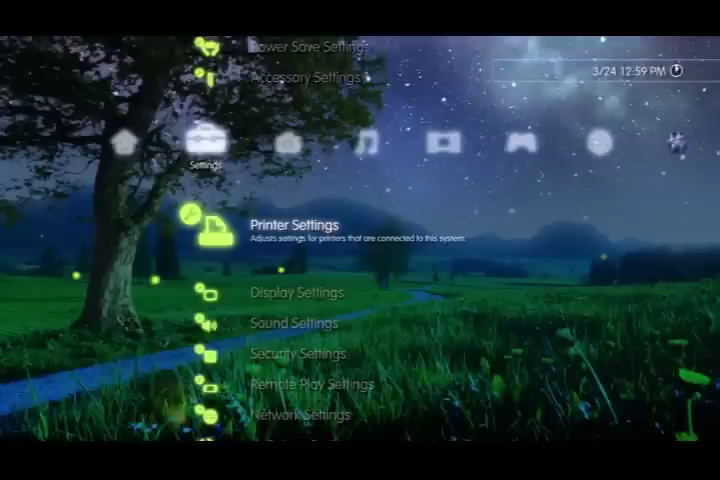 Power Save Settings
Accessory Settings
3/24 12:59 PM
Settings
Printer Settings
Adjusts settings for printers that are connected to this system.
Display Settings
Sound Settings
Security Settings
Remote Play Settings
Network Settings